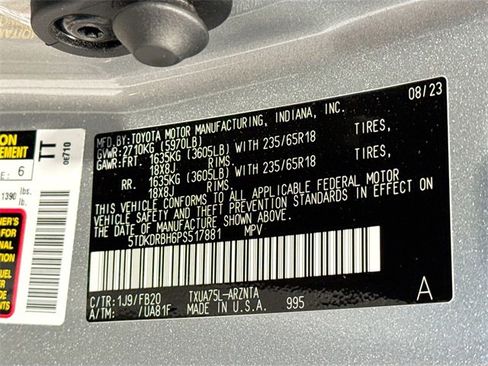 08/23
MFD.BY:TOYOTA MOTOR MANUFACTURING, INDIANA, INC.
GVWR:2710KG (5970LB)
GAWR:FRT. 1635KG (3605LB) WITH 235/65R18 TIRES,
18X8J RIMS.
RR. 1635KG (3605LB) WITH 235/65R18 TIRES,
18X8J RIMS.
THIS VEHICLE CONFORMS TO ALL APPLICABLE FEDERAL MOTOR
VEHICLE SAFETY AND THEFT PREVENTION STANDARDS IN EFFECT ON
THE DATE OF MANUFACTURE SHOWN ABOVE.
5TDKDRBH6PS517881 MPV
C/TR:1J9/FB20 TXUA75L-ARZNTA
A/TM: /UA81F MADE IN U.S.A. 995
A
TT
0E710
6
1390 lbs.